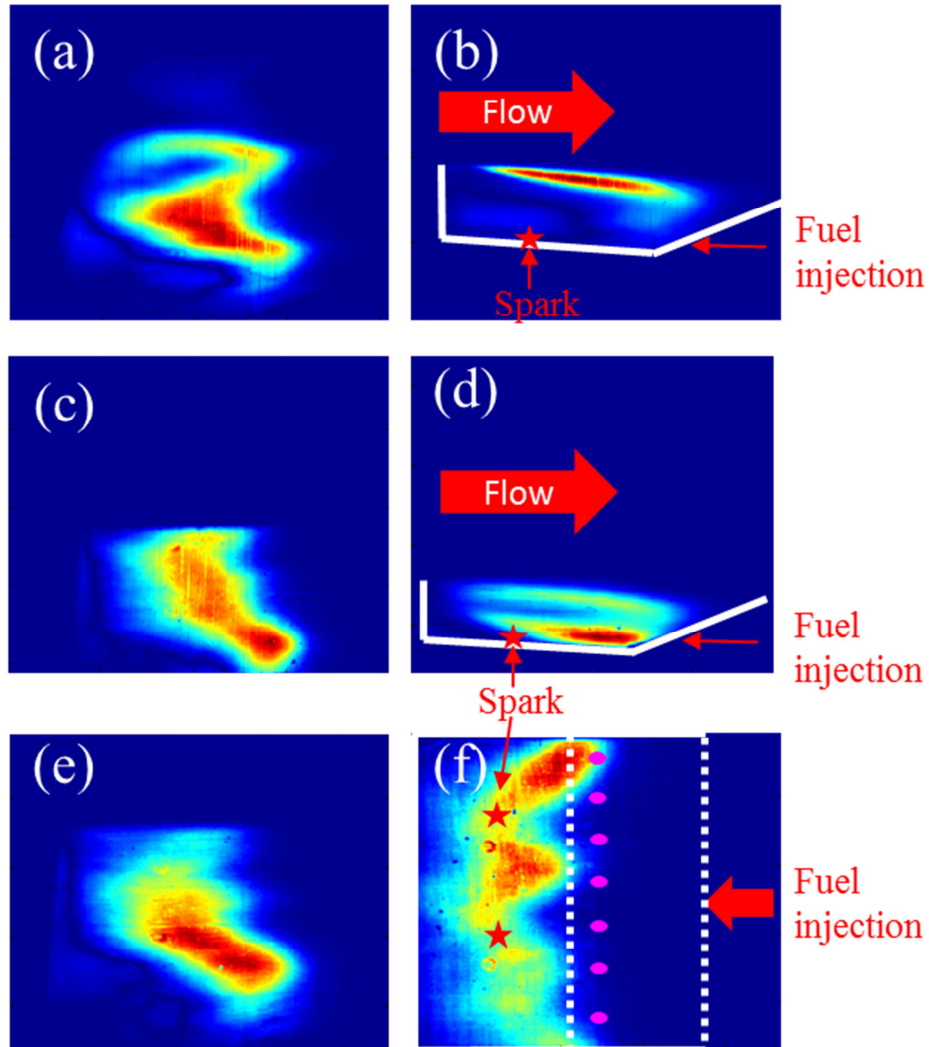 (a)
(b)
Flow
Fuel
injection
Spark
(c)
(d)
Flow
Fuel
injection
Spark
(e)
(f)
Fuel
injection